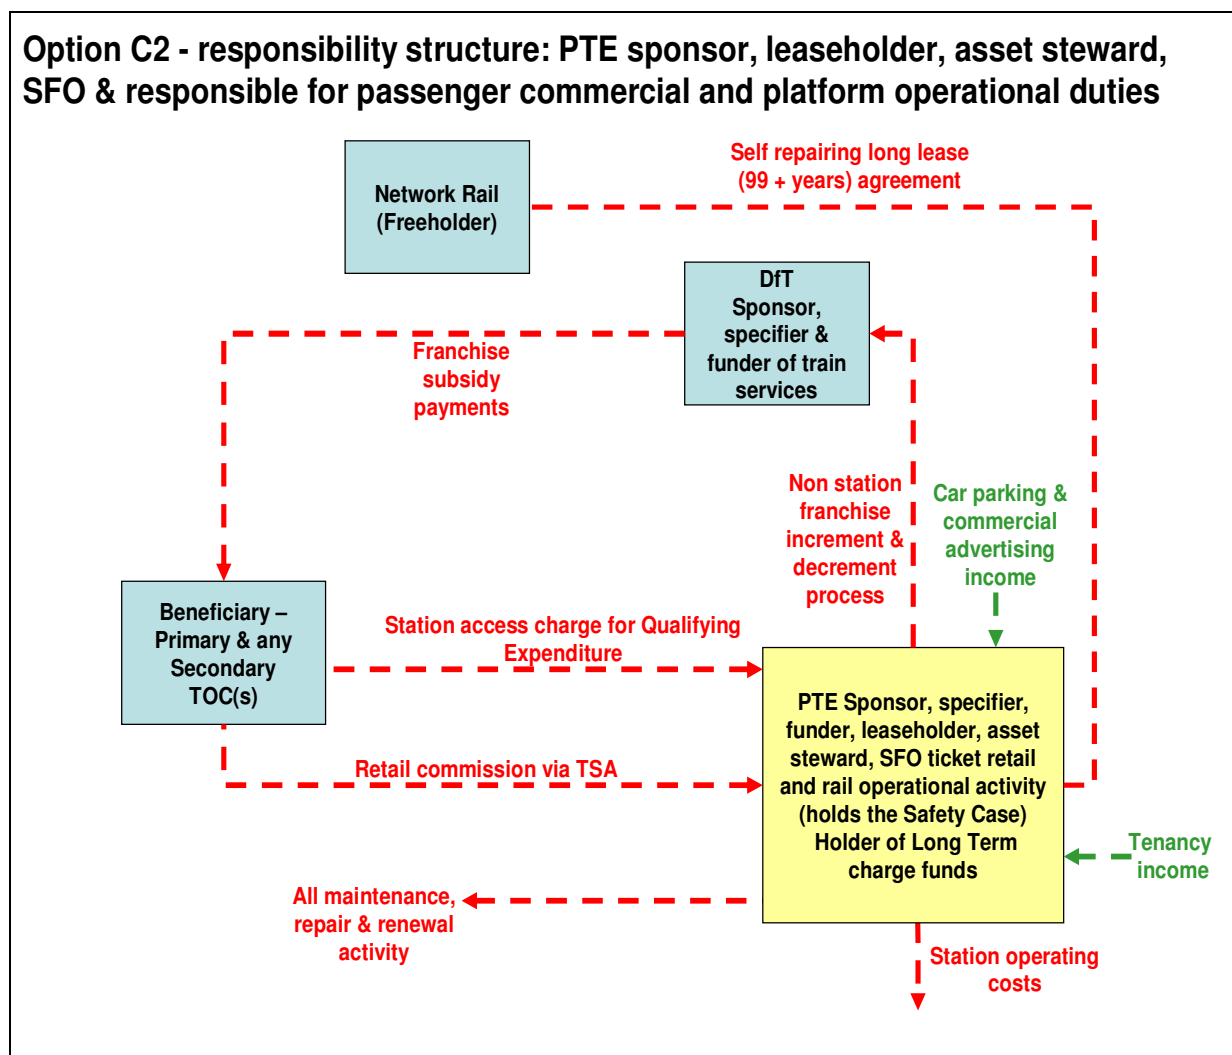 Option C2 - responsibility structure: PTE sponsor, leaseholder, asset steward,
SFO & responsible for passenger commercial and platform operational duties
Self repairing long lease
(99 + years) agreement
Network Rail
(Freeholder)
DfT
Sponsor,
specifier &
funder of train
services
Franchise
subsidy
payments
Non station
franchise
increment &
decrement
process
Car parking &
commercial
advertising
income
Beneficiary –
Primary & any
Secondary
TOC(s)
Station access charge for Qualifying
Expenditure
PTE Sponsor, specifier,
funder, leaseholder, asset
steward, SFO ticket retail
and rail operational activity
(holds the Safety Case)
Holder of Long Term
charge funds
Retail commission via TSA
Tenancy
income
All maintenance,
repair & renewal
activity
Station operating
costs